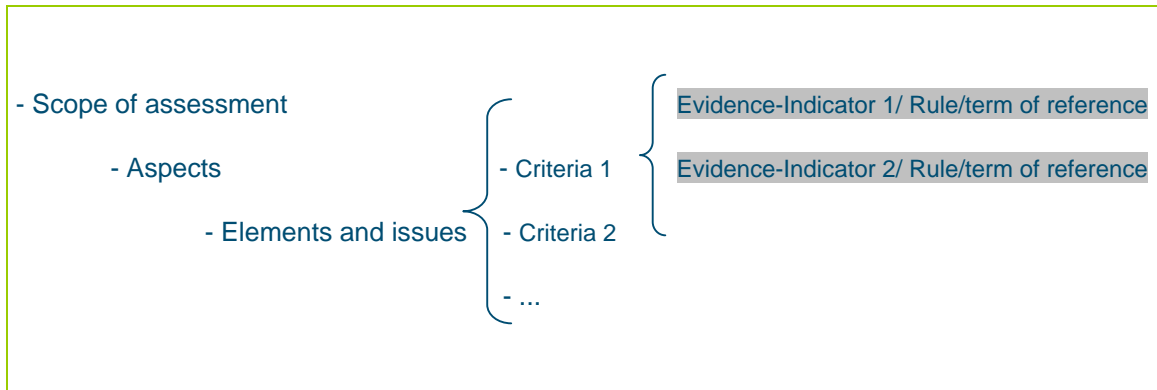 - Scope of assessment
Evidence-Indicator 1/ Rule/term of reference
- Aspects
- Criteria 1
Evidence-Indicator 2/ Rule/term of reference
- Elements and issues
- Criteria 2
- ...